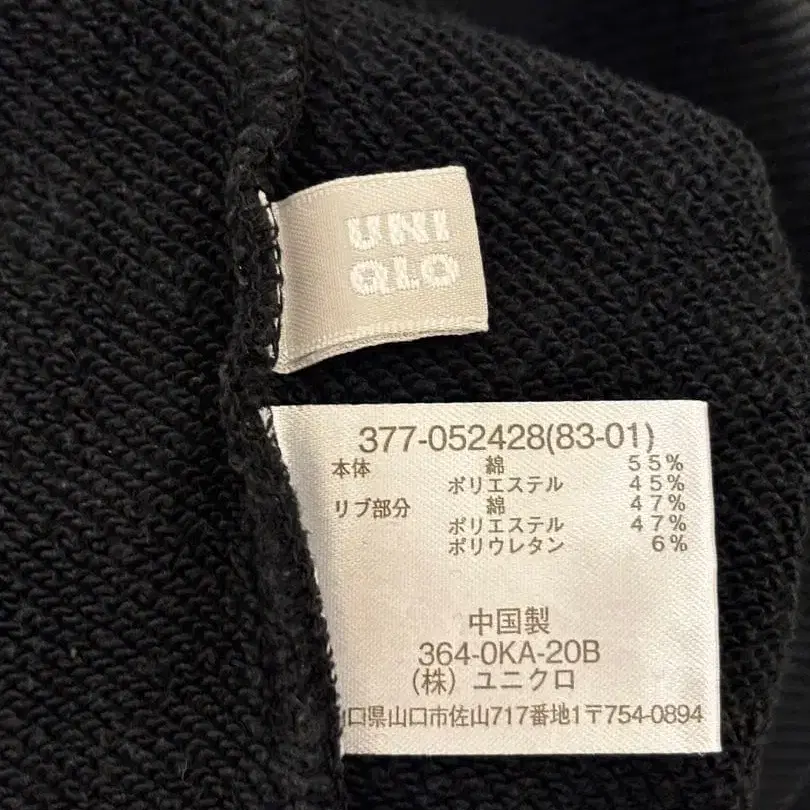 UNI
QLO
377-052428(83-01)
本体 綿 55%
ポリエステル 45%
リブ部分 綿 47%
ポリエステル 47%
ポリウレタン 6%
中国製
364-0KA-20B
(株) ユニクロ
口県山口市佐山717番地1〒754-0894